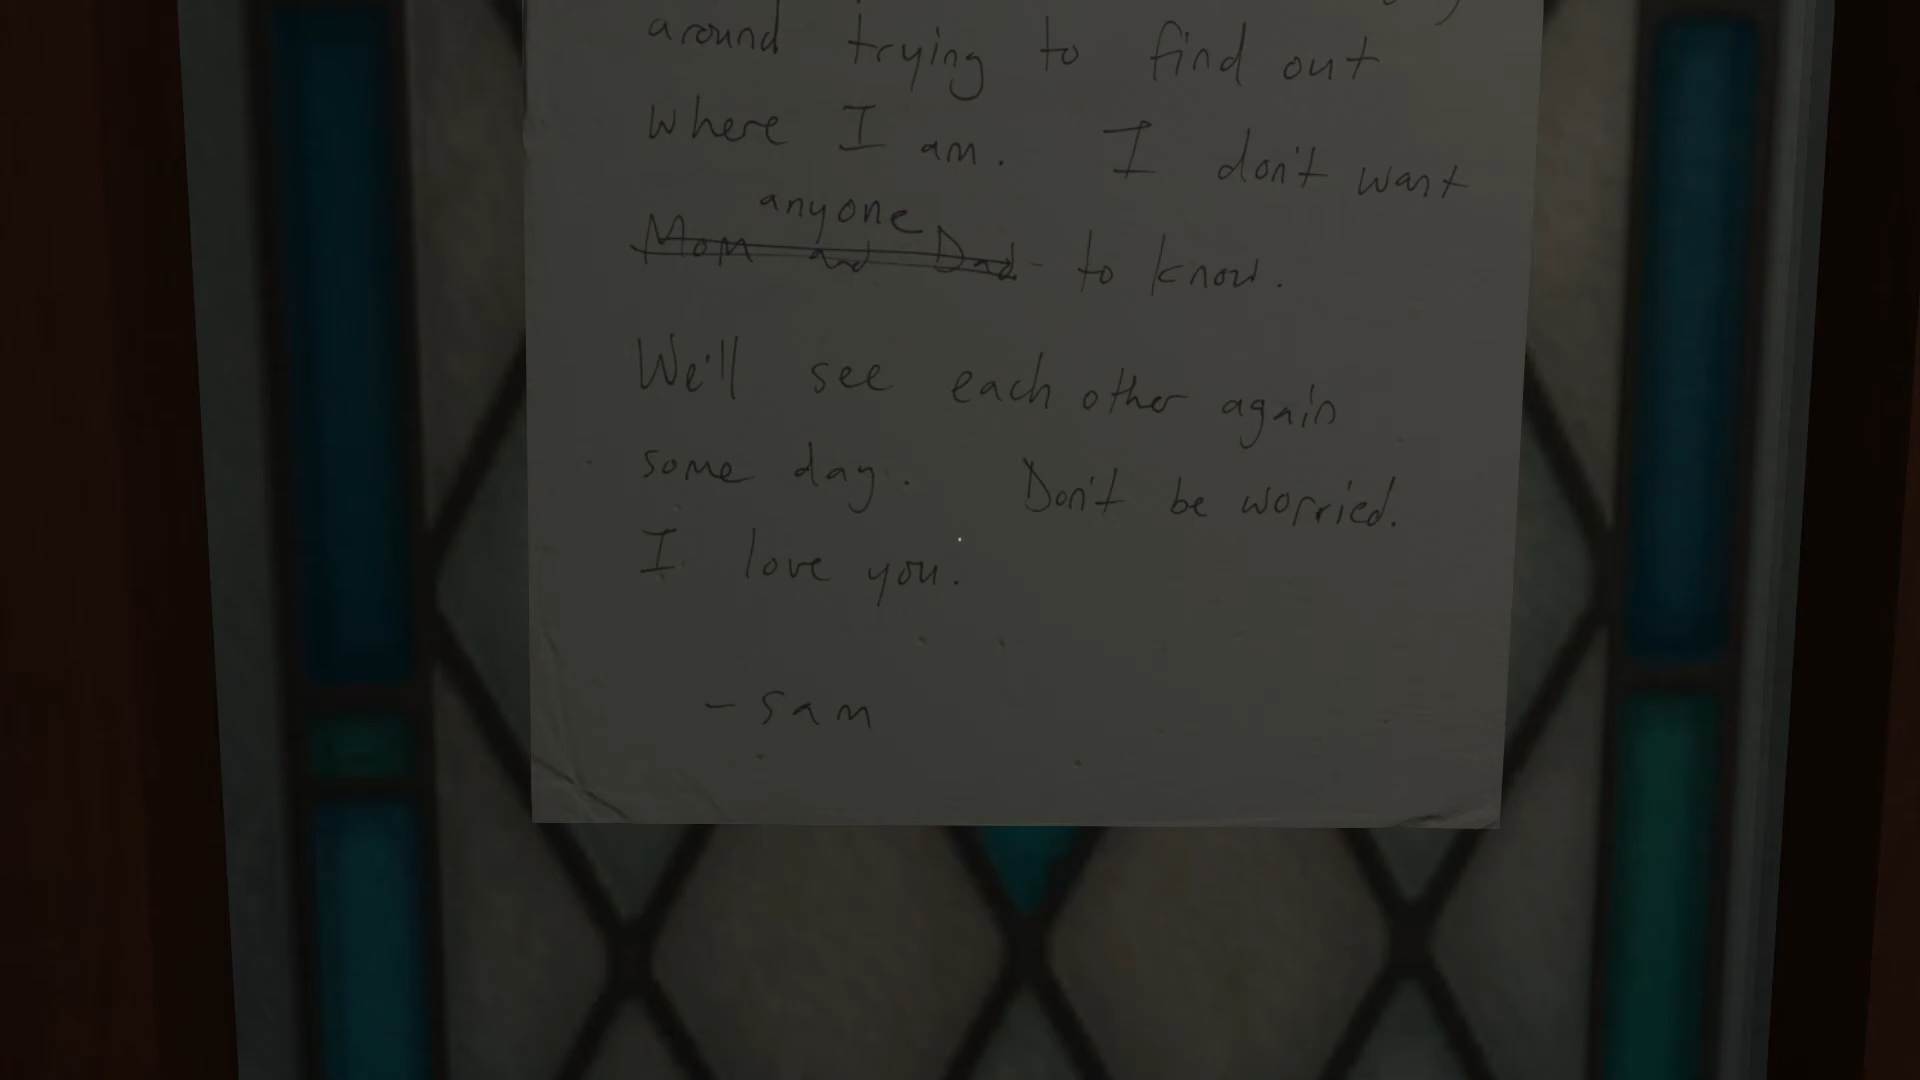 around trying to find out
where I am. I don't want
anyone
Mom and Dad to know.
We'll see each other again
some day. Don't be worried.
I love you.
- Sam